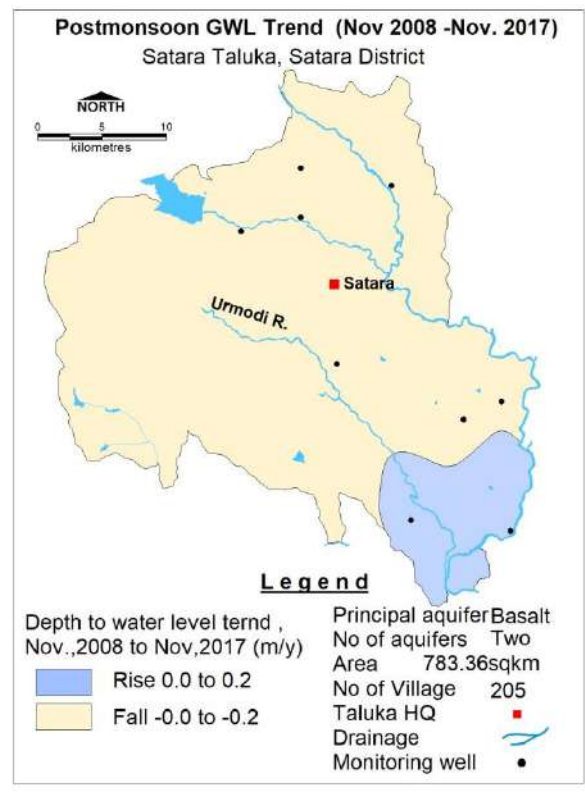 Postmonsoon GWL Trend (Nov 2008 -Nov. 2017)
Satara Taluka, Satara District
NORTH
0 5 10
kilometres
Satara
Urmodi R.
Legend
Depth to water level ternd ,
Nov.,2008 to Nov,2017 (m/y)
Rise 0.0 to 0.2
Fall -0.0 to -0.2
Principal aquifer Basalt
No of aquifers Two
Area 783.36sqkm
No of Village 205
Taluka HQ
Drainage
Monitoring well